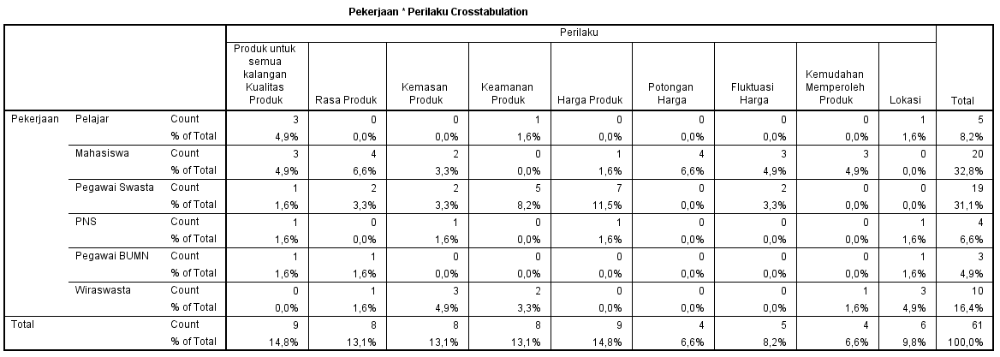 Pekerjaan * Perilaku Crosstabulation
Perilaku
Produk untuk semua kalangan Kualitas Produk Rasa Produk Kemasan Produk Keamanan Produk Harga Produk Potongan Harga Fluktuasi Harga Kemudahan Memperoleh Produk Lokasi Total
Pekerjaan Pelajar Count 3 0 0 1 0 0 0 0 1 5
% of Total 4,9% 0,0% 0,0% 1,6% 0,0% 0,0% 0,0% 0,0% 1,6% 8,2%
Mahasiswa Count 3 4 2 0 1 4 3 3 0 20
% of Total 4,9% 6,6% 3,3% 0,0% 1,6% 6,6% 4,9% 4,9% 0,0% 32,8%
Pegawai Swasta Count 1 2 2 5 7 0 2 0 0 19
% of Total 1,6% 3,3% 3,3% 8,2% 11,5% 0,0% 3,3% 0,0% 0,0% 31,1%
PNS Count 1 0 1 0 1 0 0 0 1 4
% of Total 1,6% 0,0% 1,6% 0,0% 1,6% 0,0% 0,0% 0,0% 1,6% 6,6%
Pegawai BUMN Count 1 1 0 0 0 0 0 0 1 3
% of Total 1,6% 1,6% 0,0% 0,0% 0,0% 0,0% 0,0% 0,0% 1,6% 4,9%
Wiraswasta Count 0 1 3 2 0 0 0 1 3 10
% of Total 0,0% 1,6% 4,9% 3,3% 0,0% 0,0% 0,0% 1,6% 4,9% 16,4%
Total Count 9 8 8 8 9 4 5 4 6 61
% of Total 14,8% 13,1% 13,1% 13,1% 14,8% 6,6% 8,2% 6,6% 9,8% 100,0%